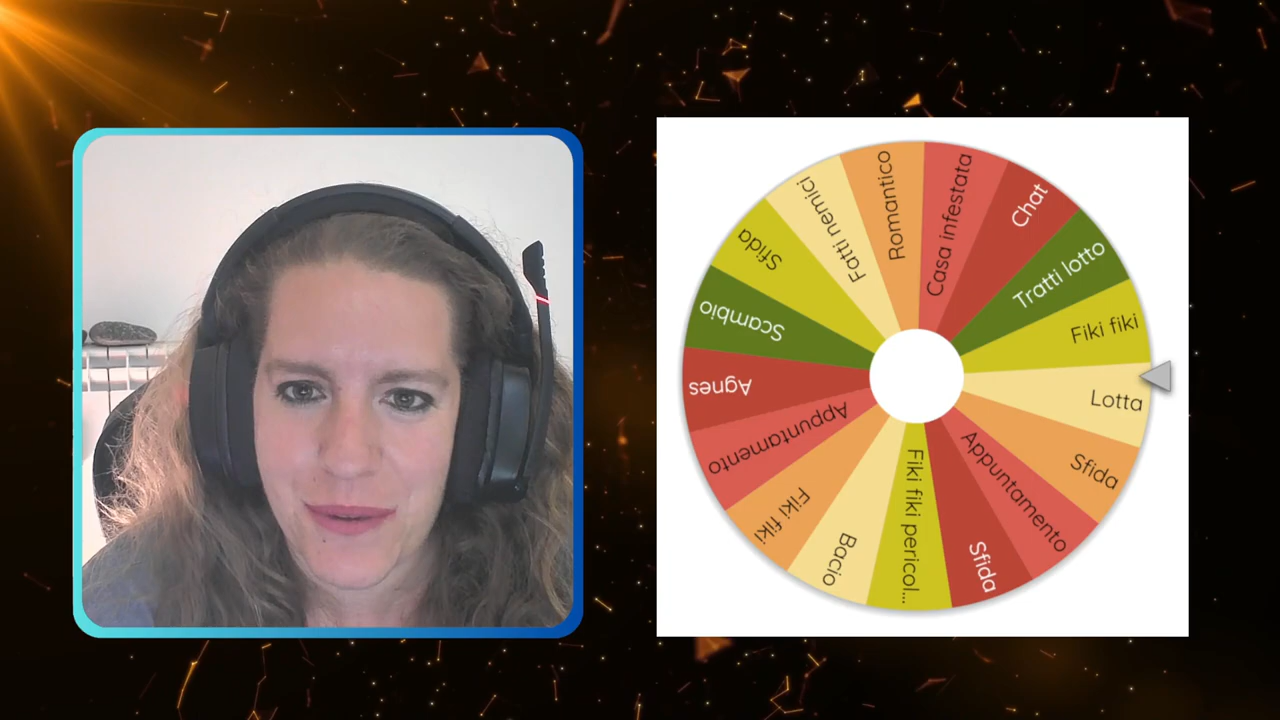 Romantico
Casa infestata
Chat
Tratti lotto
Fiki fiki
Lotta
Sfida
Appuntamento
Sfida
Fiki fiki pericol...
Bacio
Fiki fiki
Appuntamento
Agnes
Scambio
Sfida
Fatti nemici